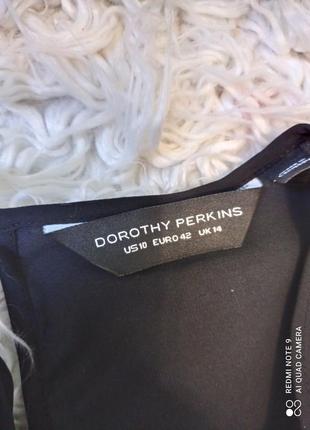 DOROTHY PERKINS
US10 EURO42 UK14
REDMI NOTE 9
AI QUAD CAMERA